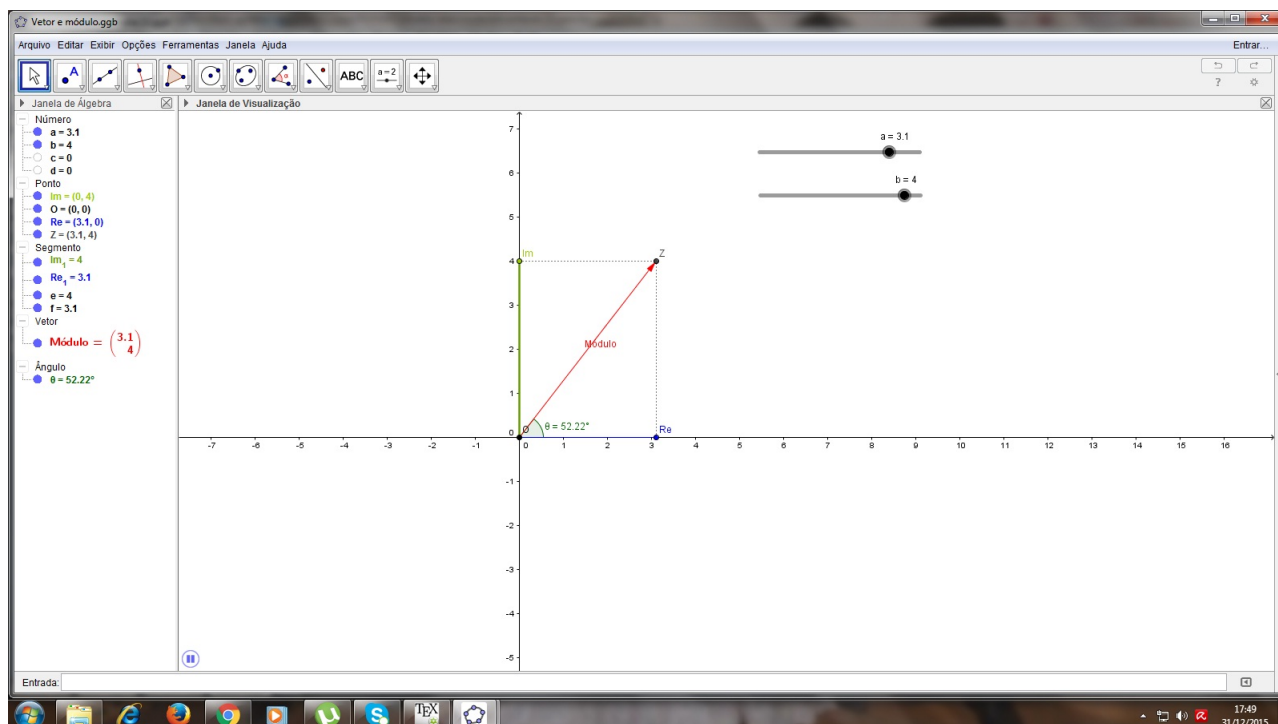 Vetor e módulo.ggb
Arquivo Editar Exibir Opções Ferramentas Janela Ajuda Entrar...
A ABC a=2 ?
Janela de Álgebra
Janela de Visualização
Número
a = 3.1
b = 4
c = 0
d = 0
Ponto
Im = (0, 4)
O = (0, 0)
Re = (3.1, 0)
Z = (3.1, 4)
Segmento
Im₁ = 4
Re₁ = 3.1
e = 4
f = 3.1
Vetor
Módulo = (3.1
4)
Ângulo
θ = 52.22°
a = 3.1
b = 4
7
6
5
4
3
2
1
0
-1
-2
-3
-4
-5
Im
Z
Módulo
O
θ = 52.22°
Re
-7 -6 -5 -4 -3 -2 -1 0 1 2 3 4 5 6 7 8 9 10 11 12 13 14 15 16
Entrada:
TEX
17:49